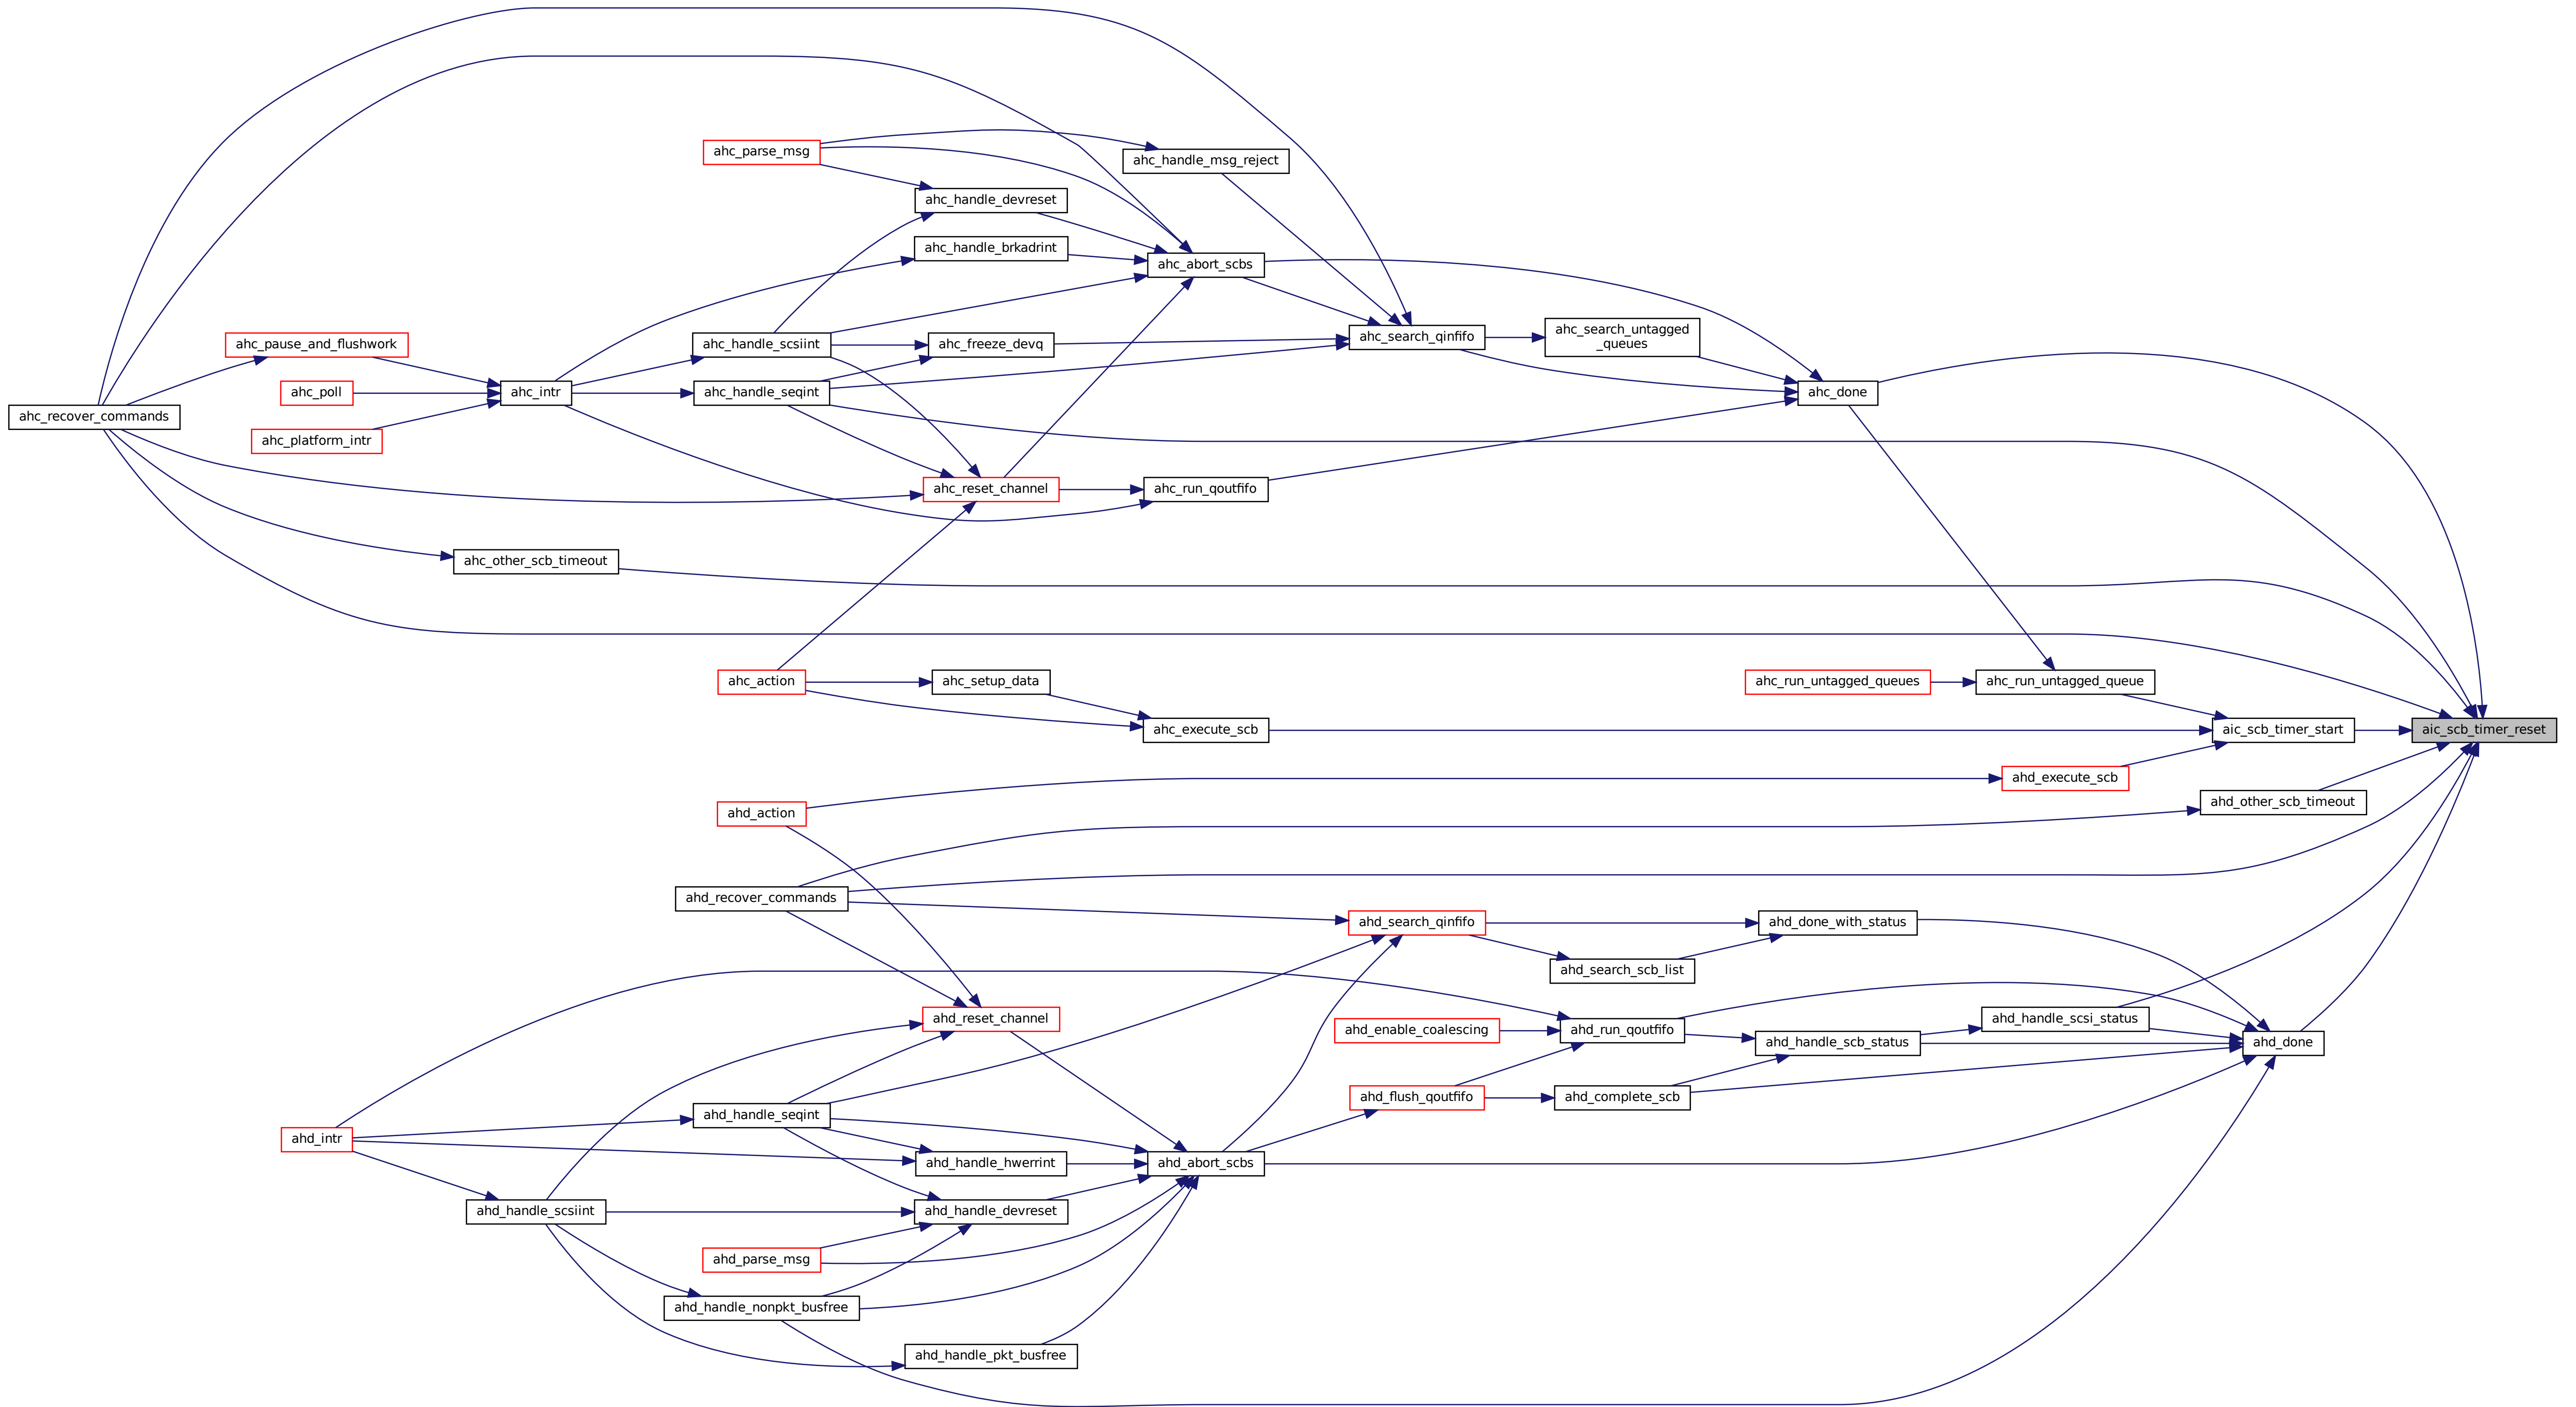 ahc_parse_msg
ahc_handle_msg_reject
ahc_handle_devreset
ahc_handle_brkadrint
ahc_abort_scbs
ahc_pause_and_flushwork
ahc_handle_scsiint
ahc_freeze_devq
ahc_search_qinfifo
ahc_search_untagged
_queues
ahc_poll
ahc_intr
ahc_handle_seqint
ahc_done
ahc_recover_commands
ahc_platform_intr
ahc_reset_channel
ahc_run_qoutfifo
ahc_other_scb_timeout
ahc_action
ahc_setup_data
ahc_run_untagged_queues
ahc_run_untagged_queue
ahc_execute_scb
aic_scb_timer_start
aic_scb_timer_reset
ahd_execute_scb
ahd_action
ahd_other_scb_timeout
ahd_recover_commands
ahd_search_qinfifo
ahd_done_with_status
ahd_search_scb_list
ahd_reset_channel
ahd_enable_coalescing
ahd_run_qoutfifo
ahd_handle_scsi_status
ahd_handle_scb_status
ahd_done
ahd_flush_qoutfifo
ahd_complete_scb
ahd_handle_seqint
ahd_intr
ahd_handle_hwerrint
ahd_abort_scbs
ahd_handle_scsiint
ahd_handle_devreset
ahd_parse_msg
ahd_handle_nonpkt_busfree
ahd_handle_pkt_busfree